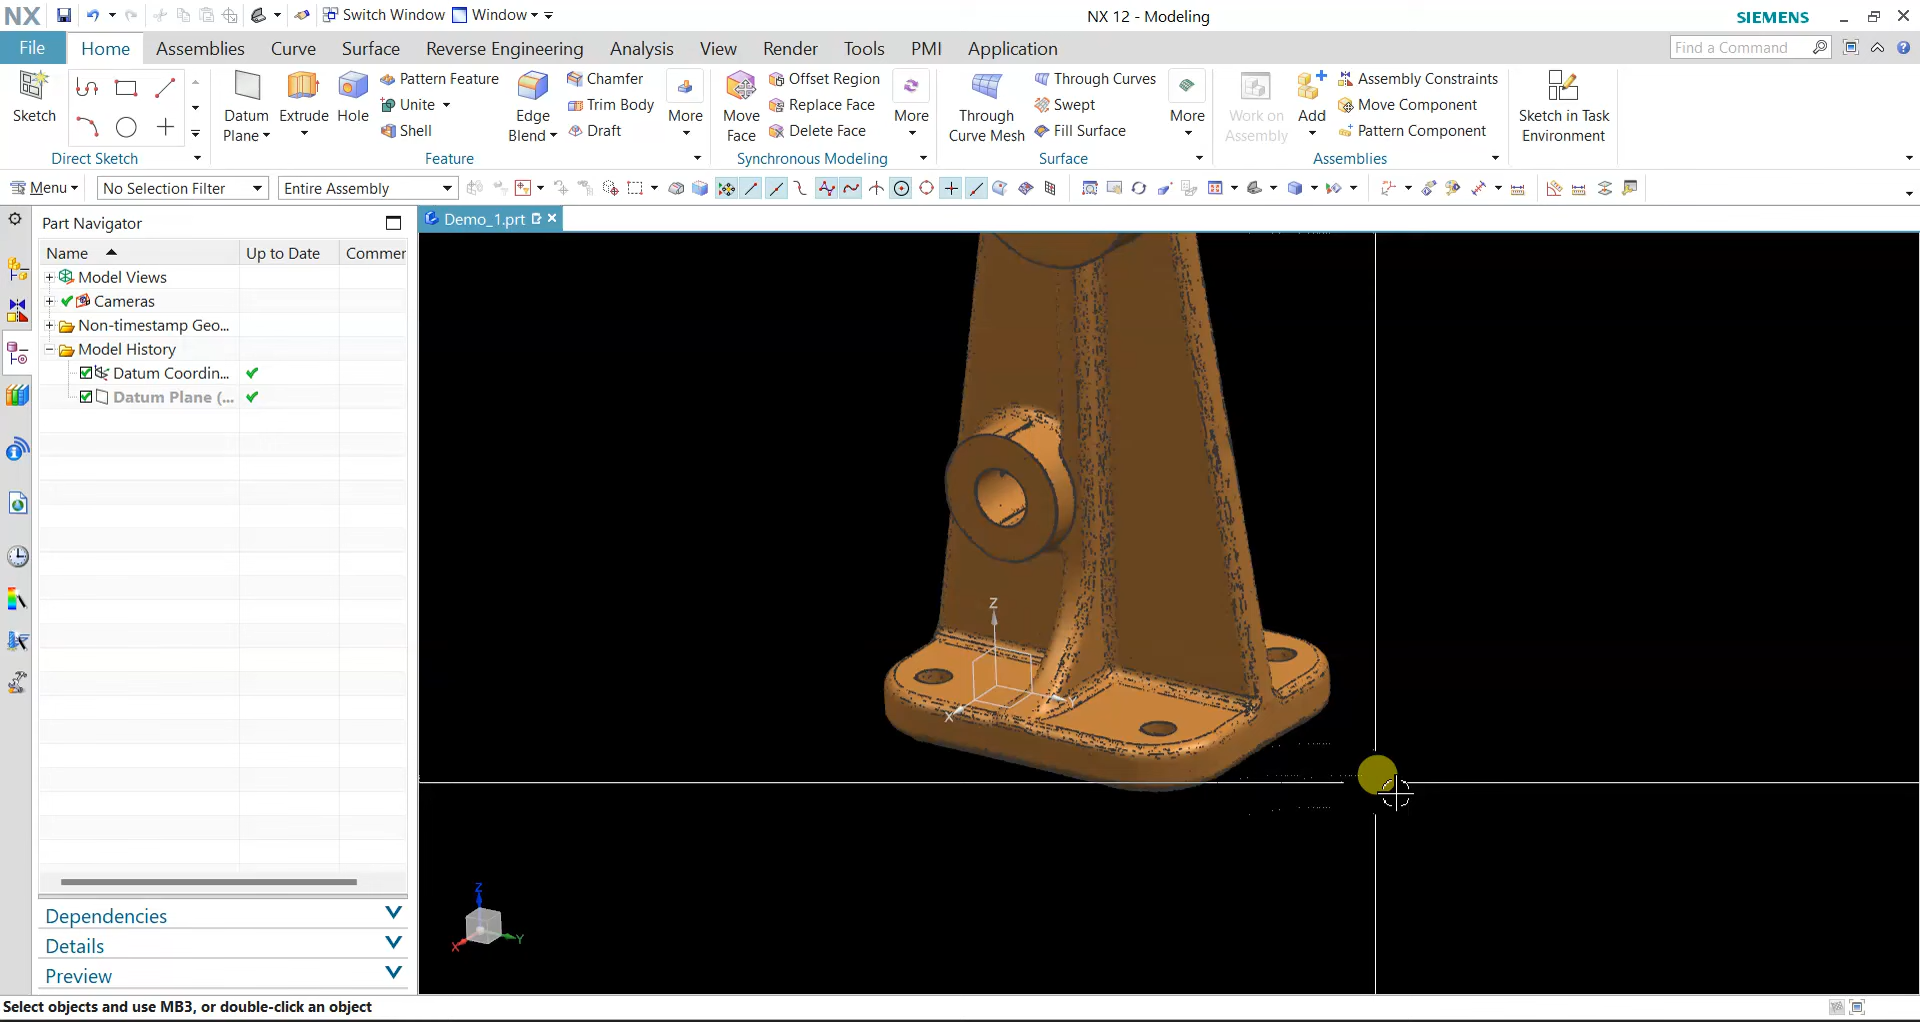 NX
Switch Window
Window
NX 12 - Modeling
SIEMENS
File
Home
Assemblies
Curve
Surface
Reverse Engineering
Analysis
View
Render
Tools
PMI
Application
Find a Command
Sketch
Direct Sketch
Datum
Plane
Extrude
Hole
Pattern Feature
Unite
Shell
Edge
Blend
Chamfer
Trim Body
Draft
More
Feature
Move
Face
Offset Region
Replace Face
Delete Face
More
Synchronous Modeling
Through
Curve Mesh
Through Curves
Swept
Fill Surface
More
Surface
Work on
Assembly
Add
Assembly Constraints
Move Component
Pattern Component
Assemblies
Sketch in Task
Environment
Menu
No Selection Filter
Entire Assembly
Part Navigator
Demo_1.prt
Name
Up to Date
Commer
Model Views
Cameras
Non-timestamp Geo...
Model History
Datum Coordin...
Datum Plane (...
Z
X
Y
Z
X
Y
Dependencies
Details
Preview
Select objects and use MB3, or double-click an object